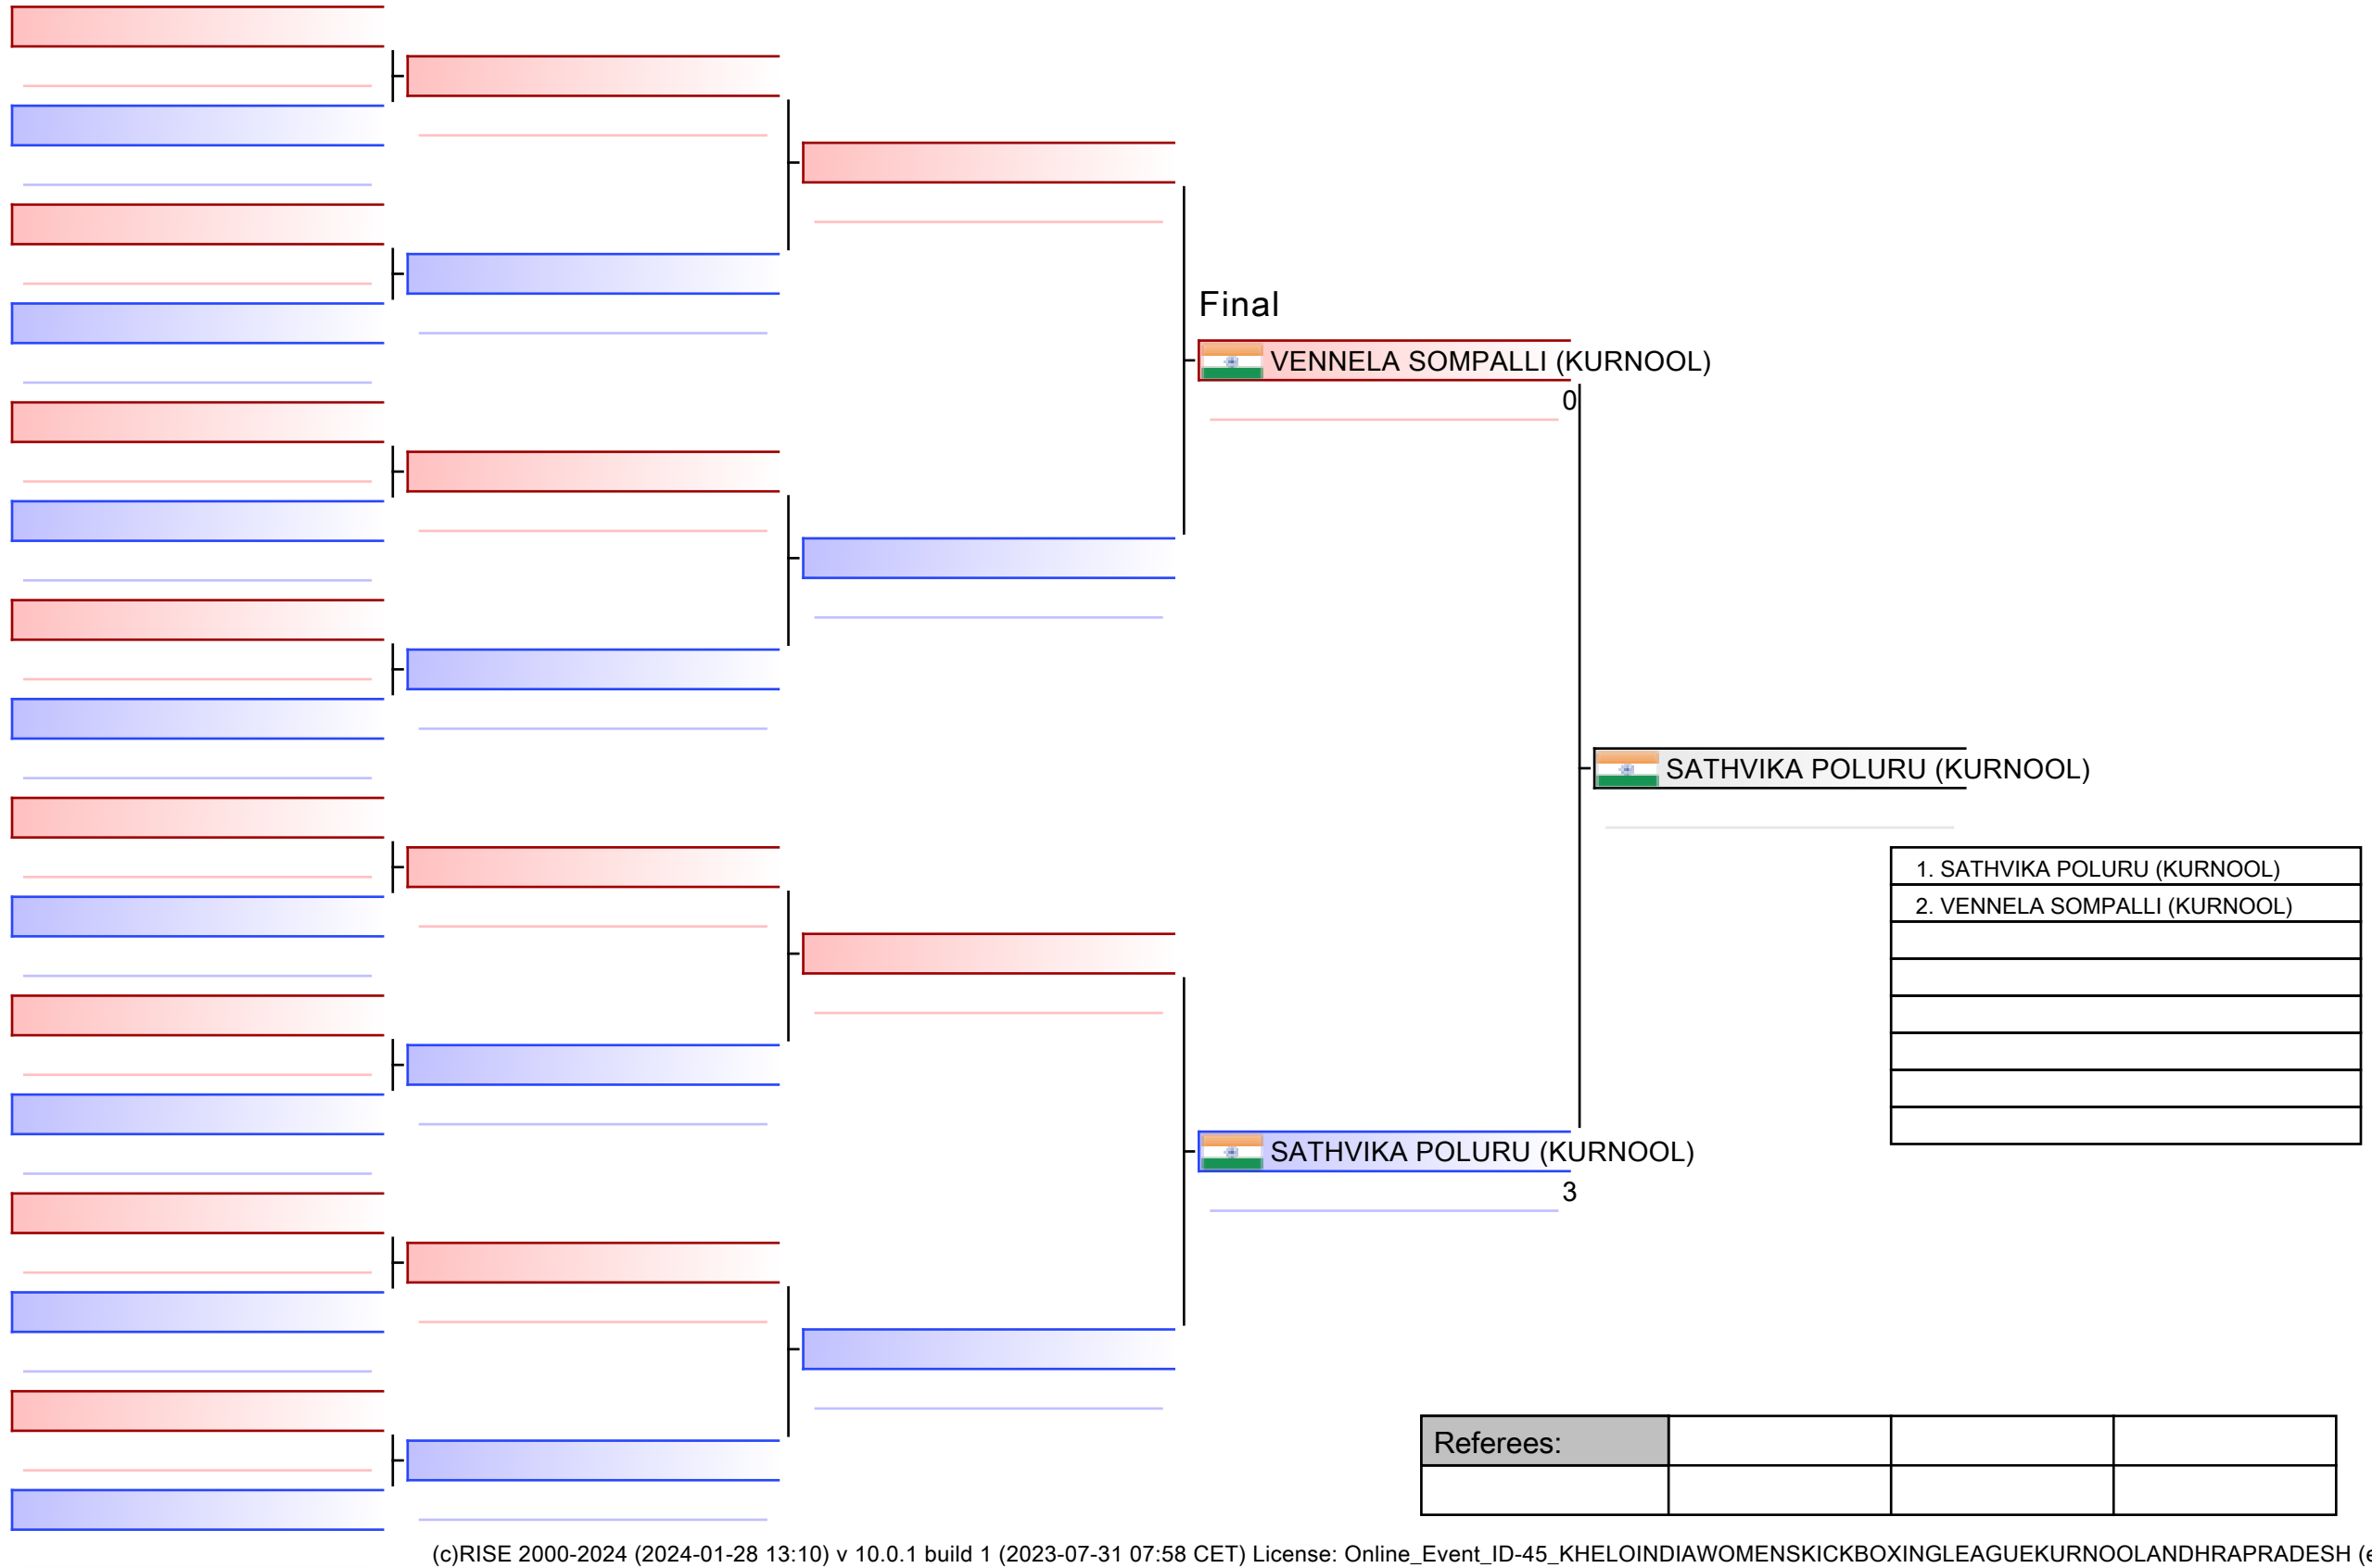 Final
VENNELA SOMPALLI (KURNOOL)
0
SATHVIKA POLURU (KURNOOL)
1. SATHVIKA POLURU (KURNOOL)
2. VENNELA SOMPALLI (KURNOOL)
SATHVIKA POLURU (KURNOOL)
3
Referees:
(c)RISE 2000-2024 (2024-01-28 13:10) v 10.0.1 build 1 (2023-07-31 07:58 CET) License: Online_Event_ID-45_KHELOINDIAWOMENSKICKBOXINGLEAGUEKURNOOLANDHRAPRADESH